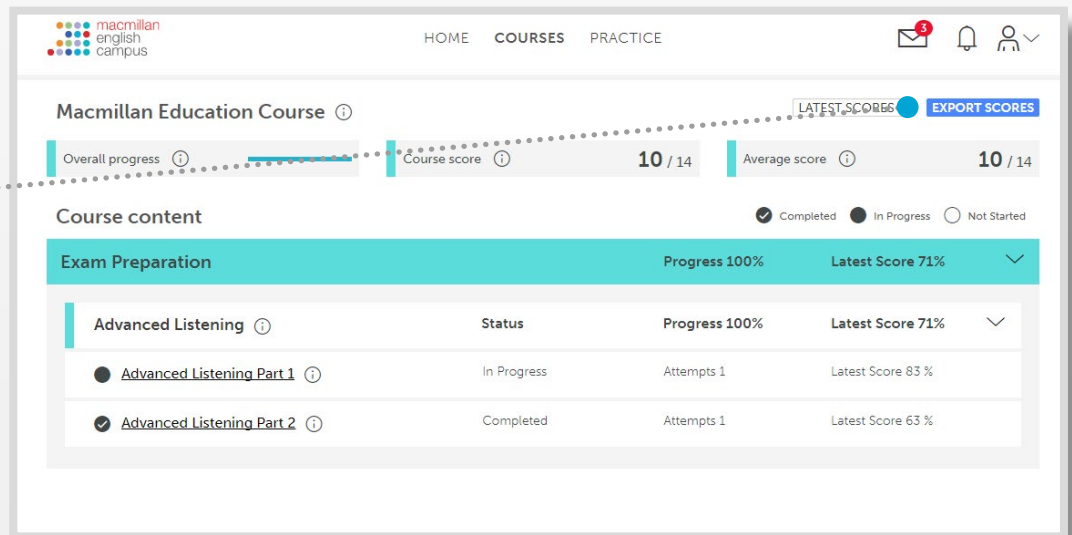 macmillan
english
campus
HOME COURSES PRACTICE
3
Macmillan Education Course
LATEST SCORES
EXPORT SCORES
Overall progress
Course score 10 / 14
Average score 10 / 14
Course content
Completed In Progress Not Started
Exam Preparation Progress 100% Latest Score 71%
Advanced Listening Status Progress 100% Latest Score 71%
Advanced Listening Part 1 In Progress Attempts 1 Latest Score 83 %
Advanced Listening Part 2 Completed Attempts 1 Latest Score 63 %